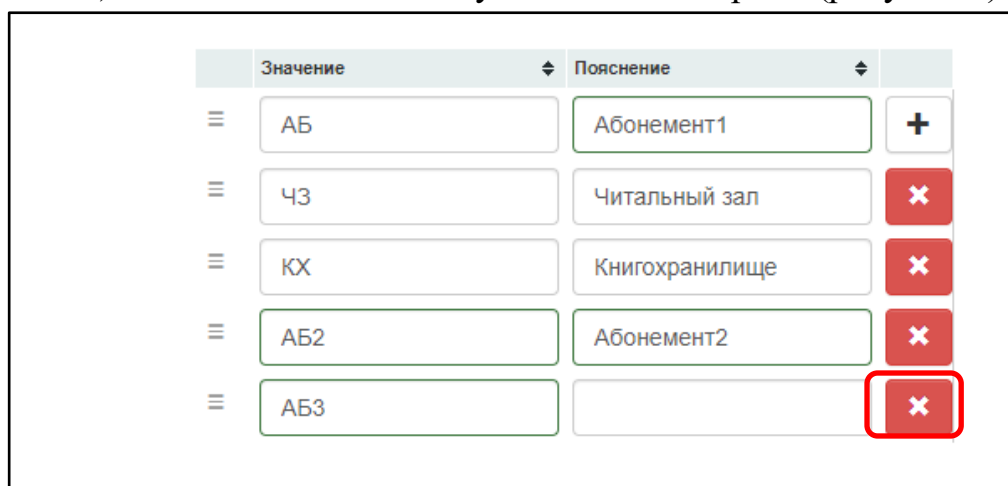 Значение Пояснение
АБ Абонемент1
ЧЗ Читальный зал
КХ Книгохранилище
АБ2 Абонемент2
АБ3